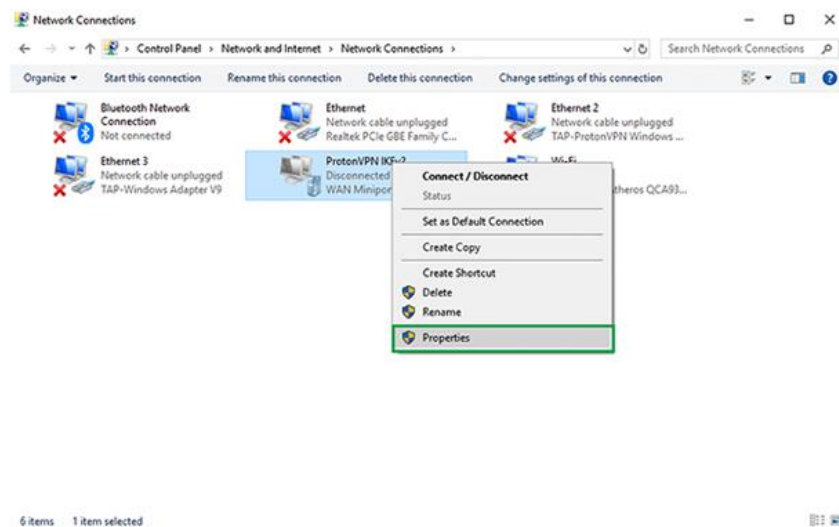 Network Connections
Control Panel > Network and Internet > Network Connections >
Search Network Connections
Organize
Start this connection
Rename this connection
Delete this connection
Change settings of this connection
Bluetooth Network
Connection
Not connected
Ethernet
Network cable unplugged
Realtek PCIe GBE Family C...
Ethernet 2
Network cable unplugged
TAP-ProtonVPN Windows ...
Ethernet 3
Network cable unplugged
TAP-Windows Adapter V9
ProtonVPN IKEv2
Disconnected
WAN Minipor
Wi-Fi
theros QCA93...
Connect / Disconnect
Status
Set as Default Connection
Create Copy
Create Shortcut
Delete
Rename
Properties
6 items 1 item selected